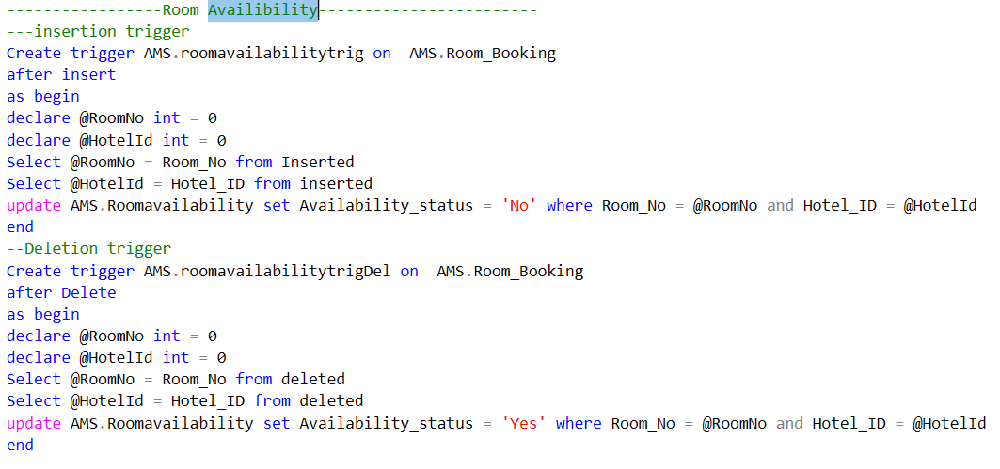 -----------------Room Availibility------------------------
---insertion trigger
Create trigger AMS.roomavailabilitytrig on  AMS.Room_Booking
after insert
as begin
declare @RoomNo int = 0
declare @HotelId int = 0
Select @RoomNo = Room_No from Inserted
Select @HotelId = Hotel_ID from inserted
update AMS.Roomavailability set Availability_status = 'No' where Room_No = @RoomNo and Hotel_ID = @HotelId
end
--Deletion trigger
Create trigger AMS.roomavailabilitytrigDel on  AMS.Room_Booking
after Delete
as begin
declare @RoomNo int = 0
declare @HotelId int = 0
Select @RoomNo = Room_No from deleted
Select @HotelId = Hotel_ID from deleted
update AMS.Roomavailability set Availability_status = 'Yes' where Room_No = @RoomNo and Hotel_ID = @HotelId
end